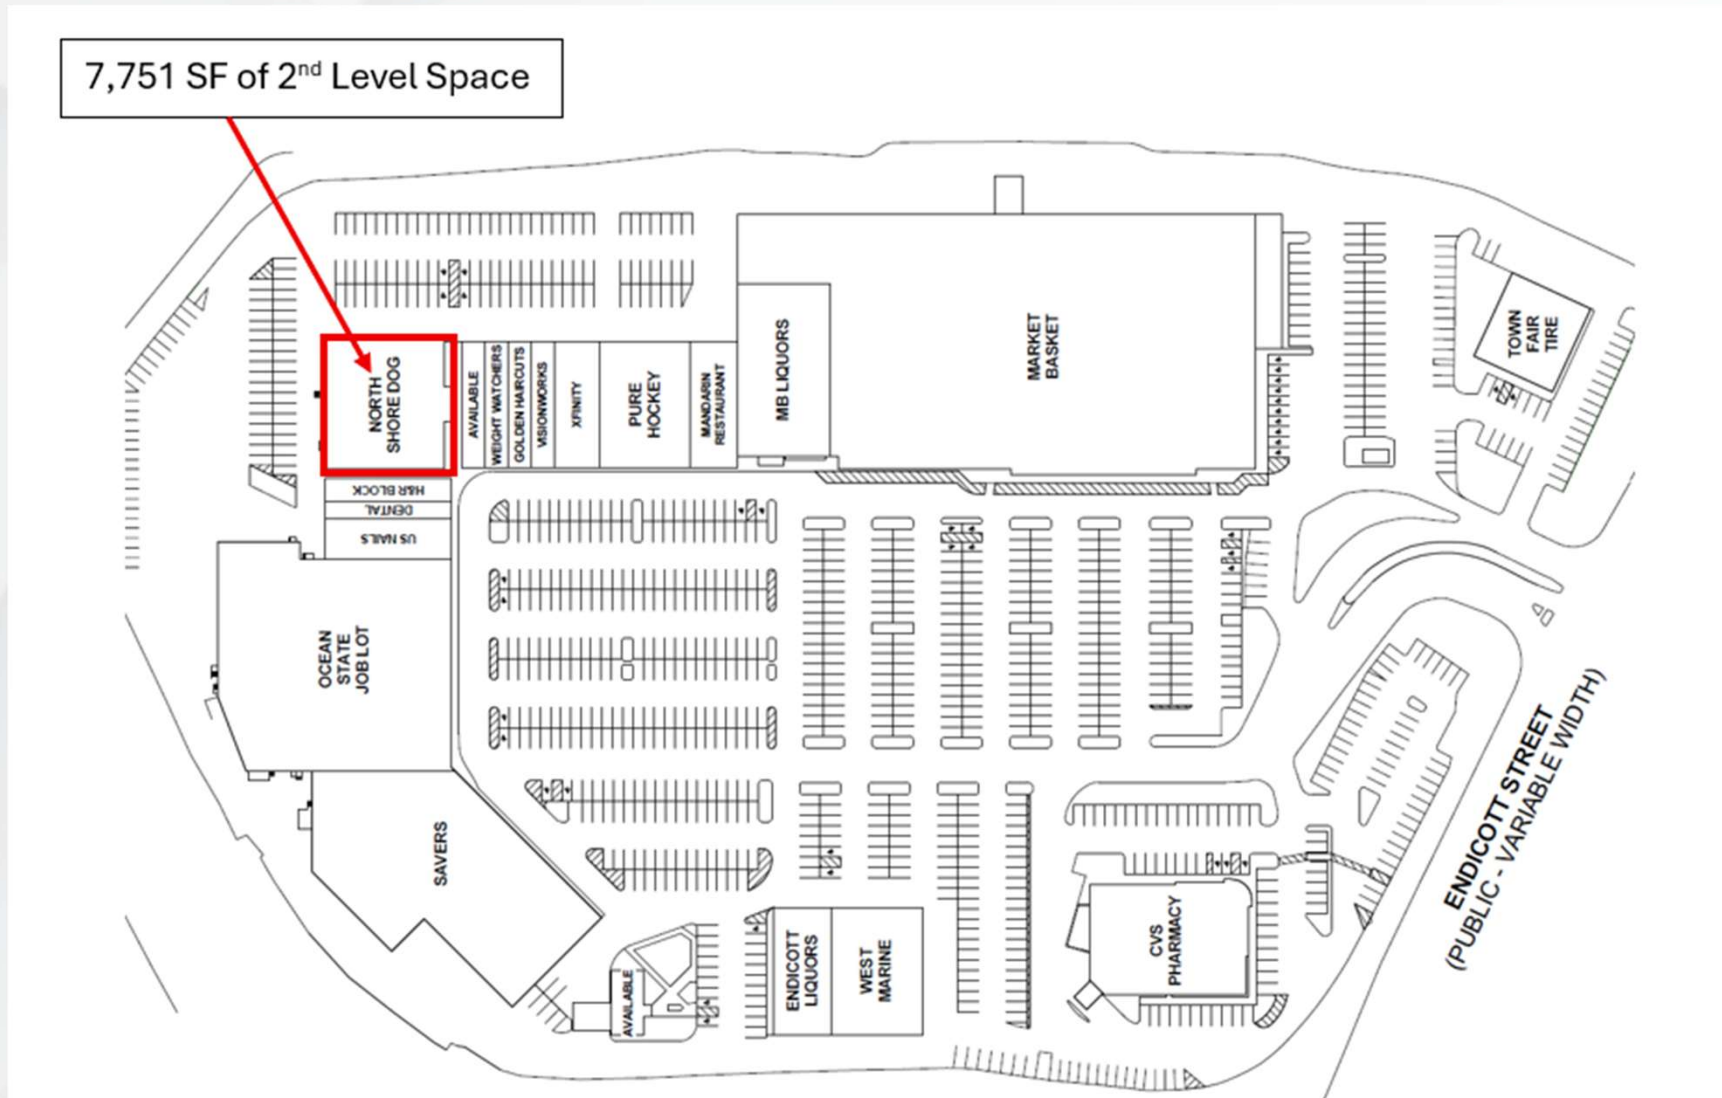 7,751 SF of 2nd Level Space
NORTH
SHORE DOG
AVAILABLE
WEIGHT WATCHERS
GOLDEN HAIRCUTS
VISIONWORKS
XFINITY
PURE
HOCKEY
MANDARIN
RESTAURANT
MB LIQUORS
MARKET
BASKET
TOWN
FAIR
TIRE
H&R BLOCK
DENTAL
US NAILS
OCEAN
STATE
JOB LOT
SAVERS
AVAILABLE
ENDICOTT
LIQUORS
WEST
MARINE
CVS
PHARMACY
ENDICOTT STREET
(PUBLIC - VARIABLE WIDTH)